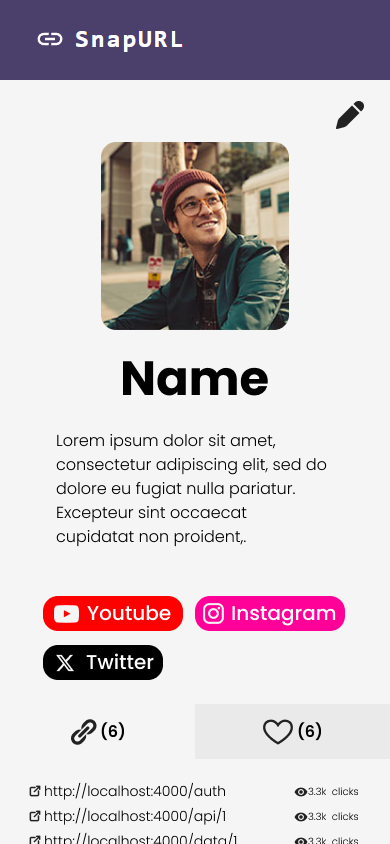 SnapURL
Name
Lorem ipsum dolor sit amet,
consectetur adipiscing elit, sed do
dolore eu fugiat nulla pariatur.
Excepteur sint occaecat
cupidatat non proident,.
Youtube Instagram
Twitter
(6) (6)
http://localhost:4000/auth 3.3k clicks
http://localhost:4000/api/1 3.3k clicks
http://localhost:4000/data/1 3.3k clicks